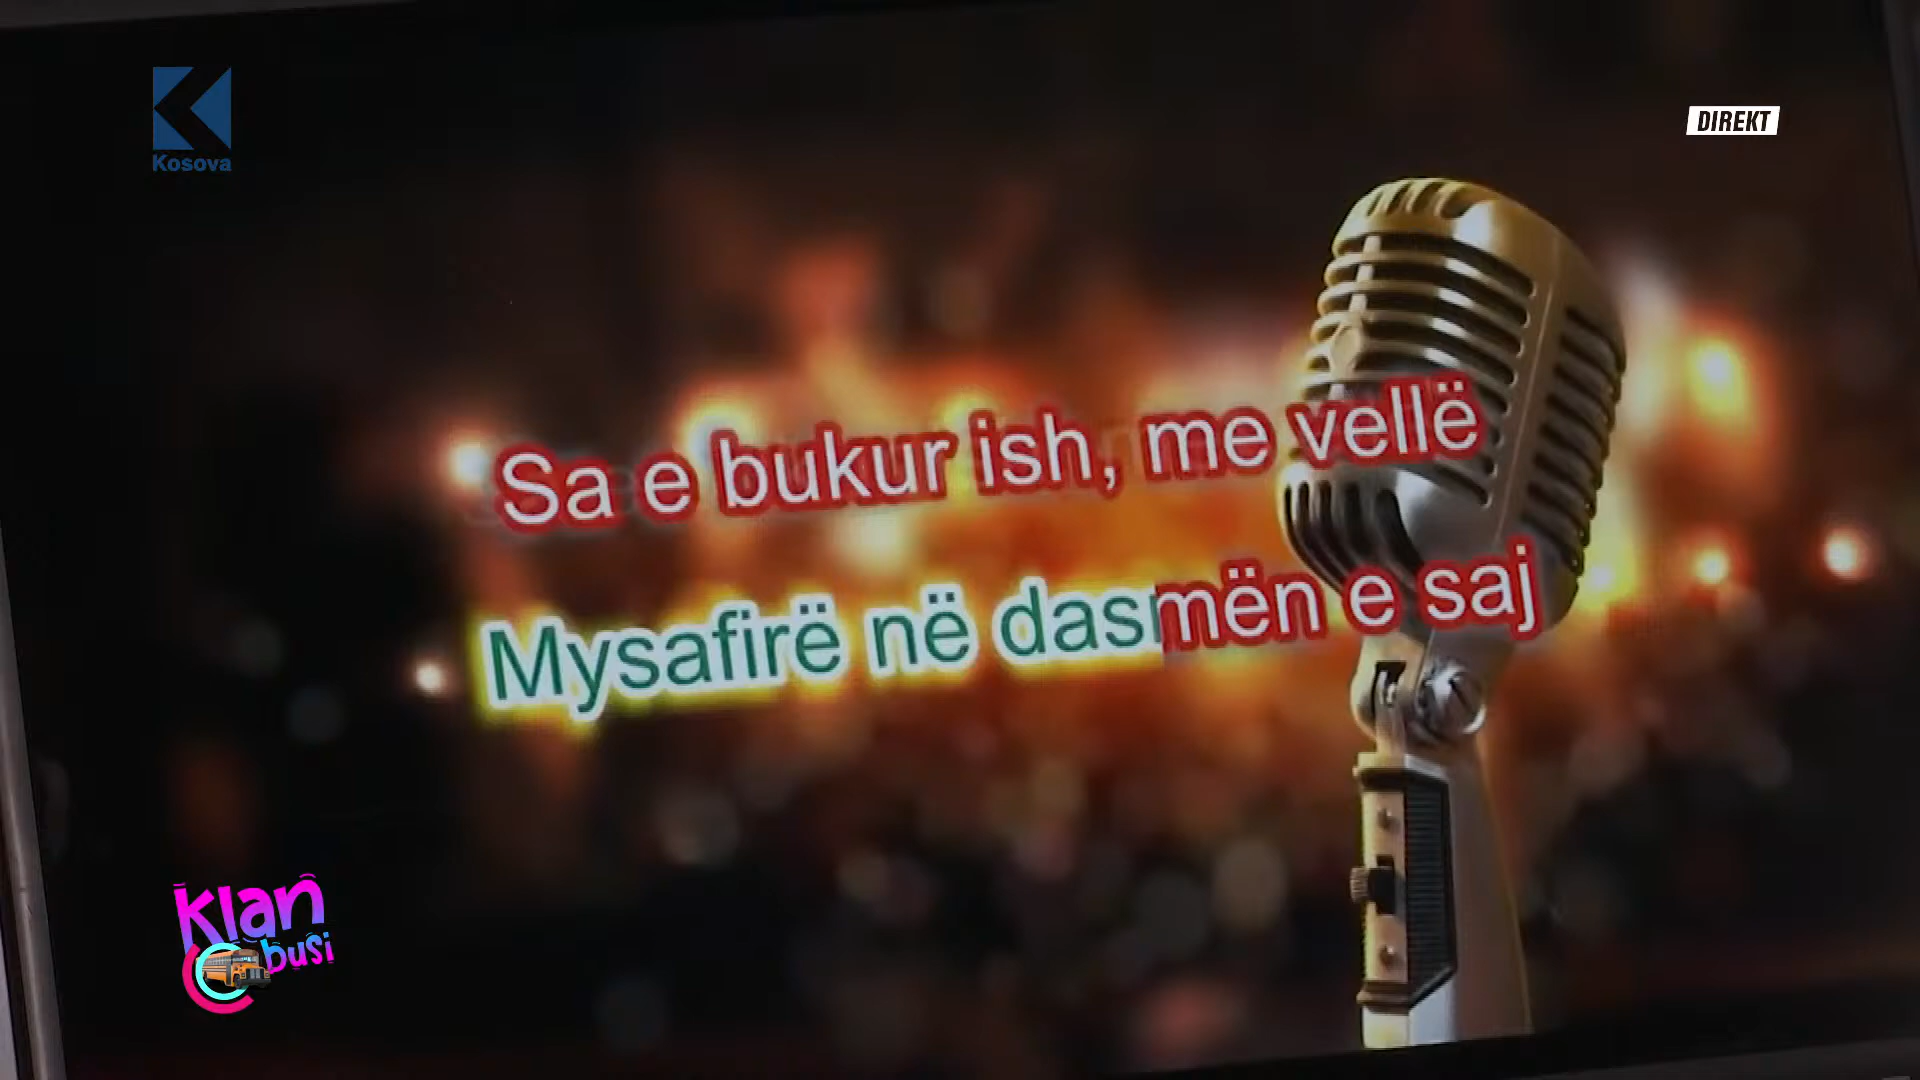 Kosova
DIREKT
Sa e bukur ish, me vellë
Mysafirë në dasmën e saj
Klan
busi